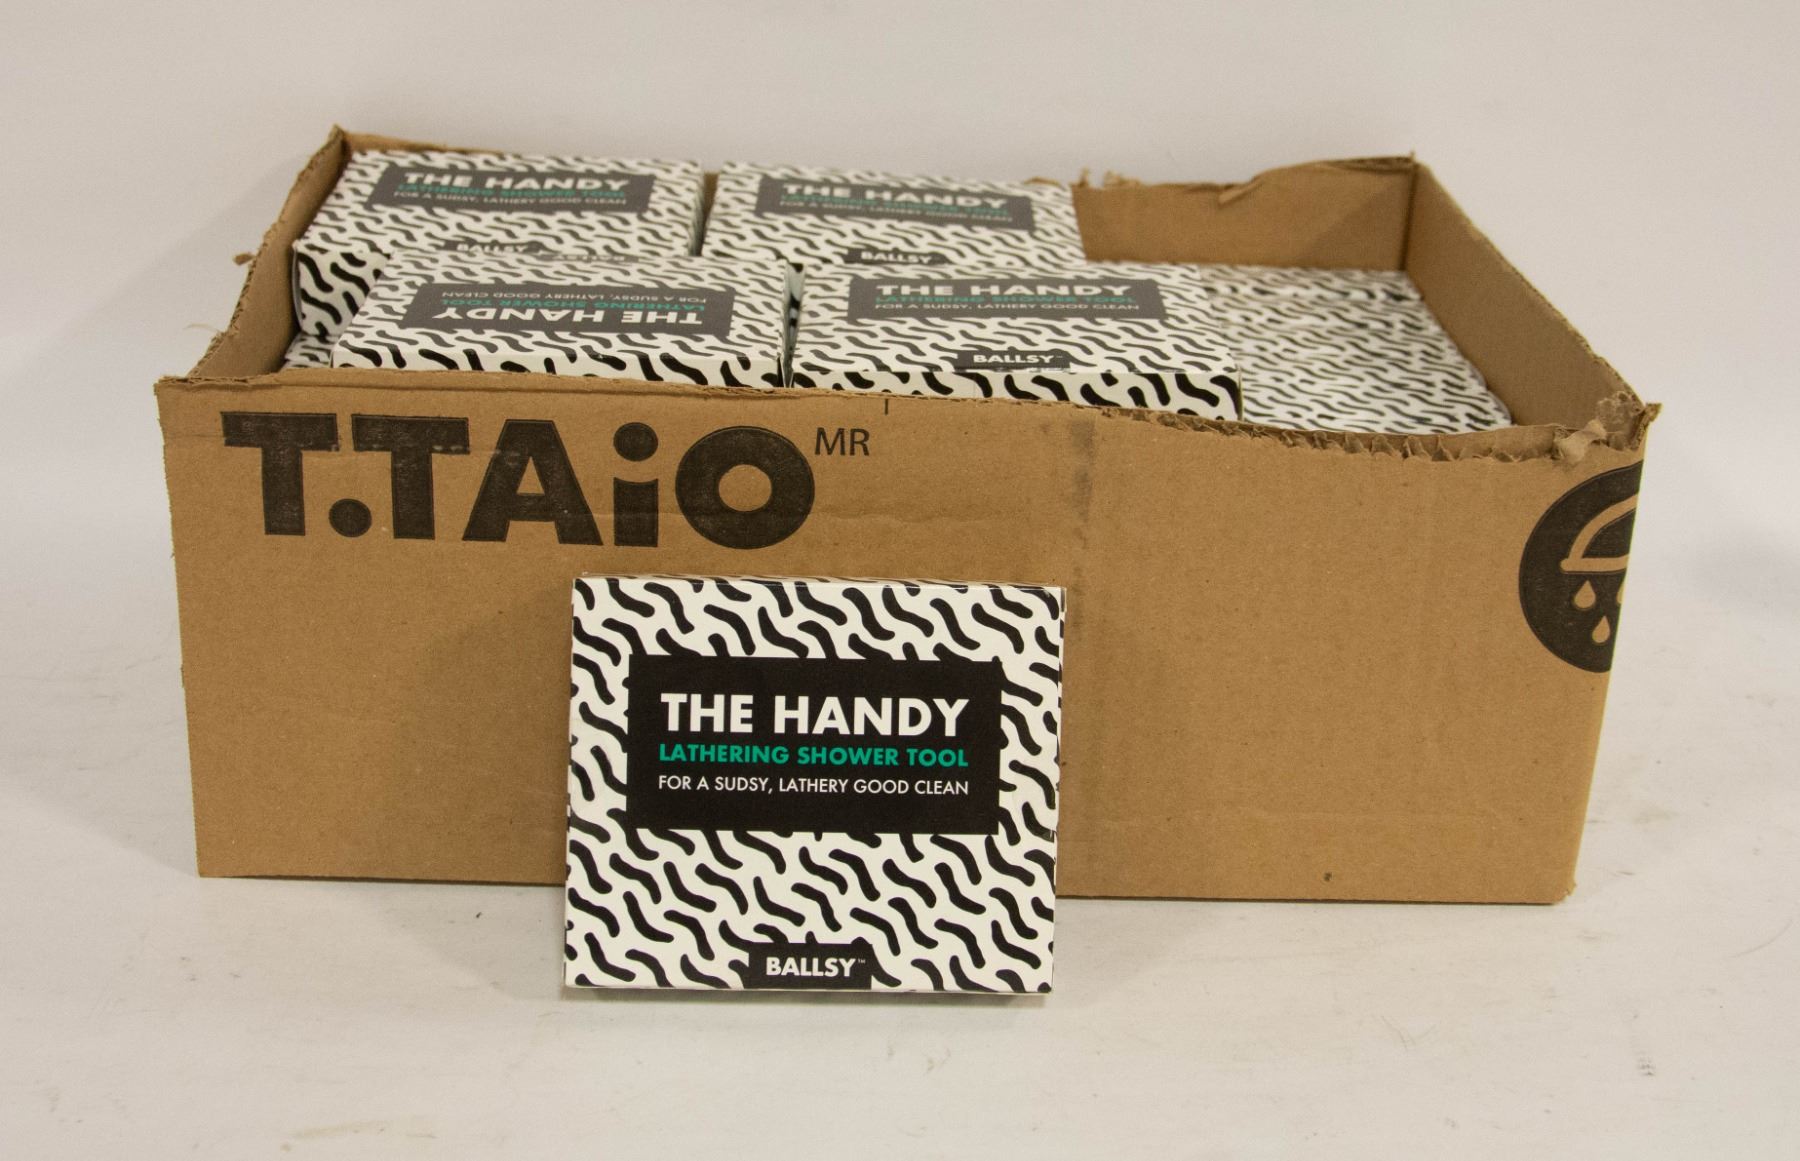 THE HANDY
LATHERING SHOWER TOOL
FOR A SUDSY, LATHERY GOOD CLEAN
BALLSY
THE HANDY
LATHERING SHOWER TOOL
FOR A SUDSY, LATHERY GOOD CLEAN
BALLSY
THE HANDY
LATHERING SHOWER TOOL
FOR A SUDSY, LATHERY GOOD CLEAN
THE HANDY
LATHERING SHOWER TOOL
FOR A SUDSY, LATHERY GOOD CLEAN
BALLSY™
T.TAiO MR
THE HANDY
LATHERING SHOWER TOOL
FOR A SUDSY, LATHERY GOOD CLEAN
BALLSY™